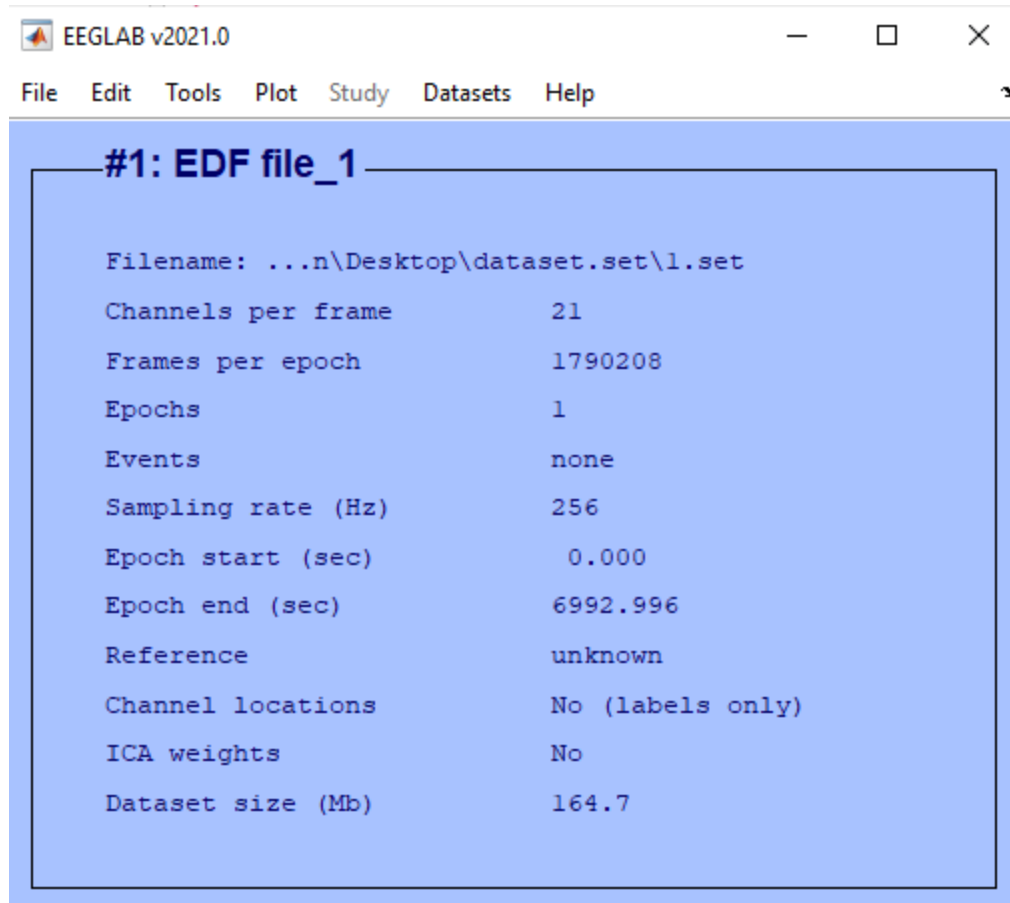 EEGLAB v2021.0
File Edit Tools Plot Study Datasets Help
#1: EDF file_1
Filename: ...n\Desktop\dataset.set\1.set
Channels per frame 21
Frames per epoch 1790208
Epochs 1
Events none
Sampling rate (Hz) 256
Epoch start (sec) 0.000
Epoch end (sec) 6992.996
Reference unknown
Channel locations No (labels only)
ICA weights No
Dataset size (Mb) 164.7